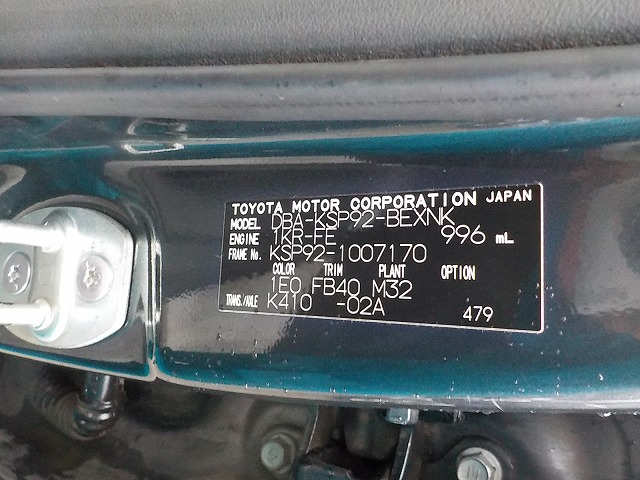 TOYOTA MOTOR CORPORATION JAPAN
MODEL DBA-KSP92-BEXNK
ENGINE 1KR-FE 996 mL
FRAME No. KSP92-1007170
COLOR TRIM PLANT OPTION
1E0 FB40 M32
TRANS./AXLE K410 -02A 479